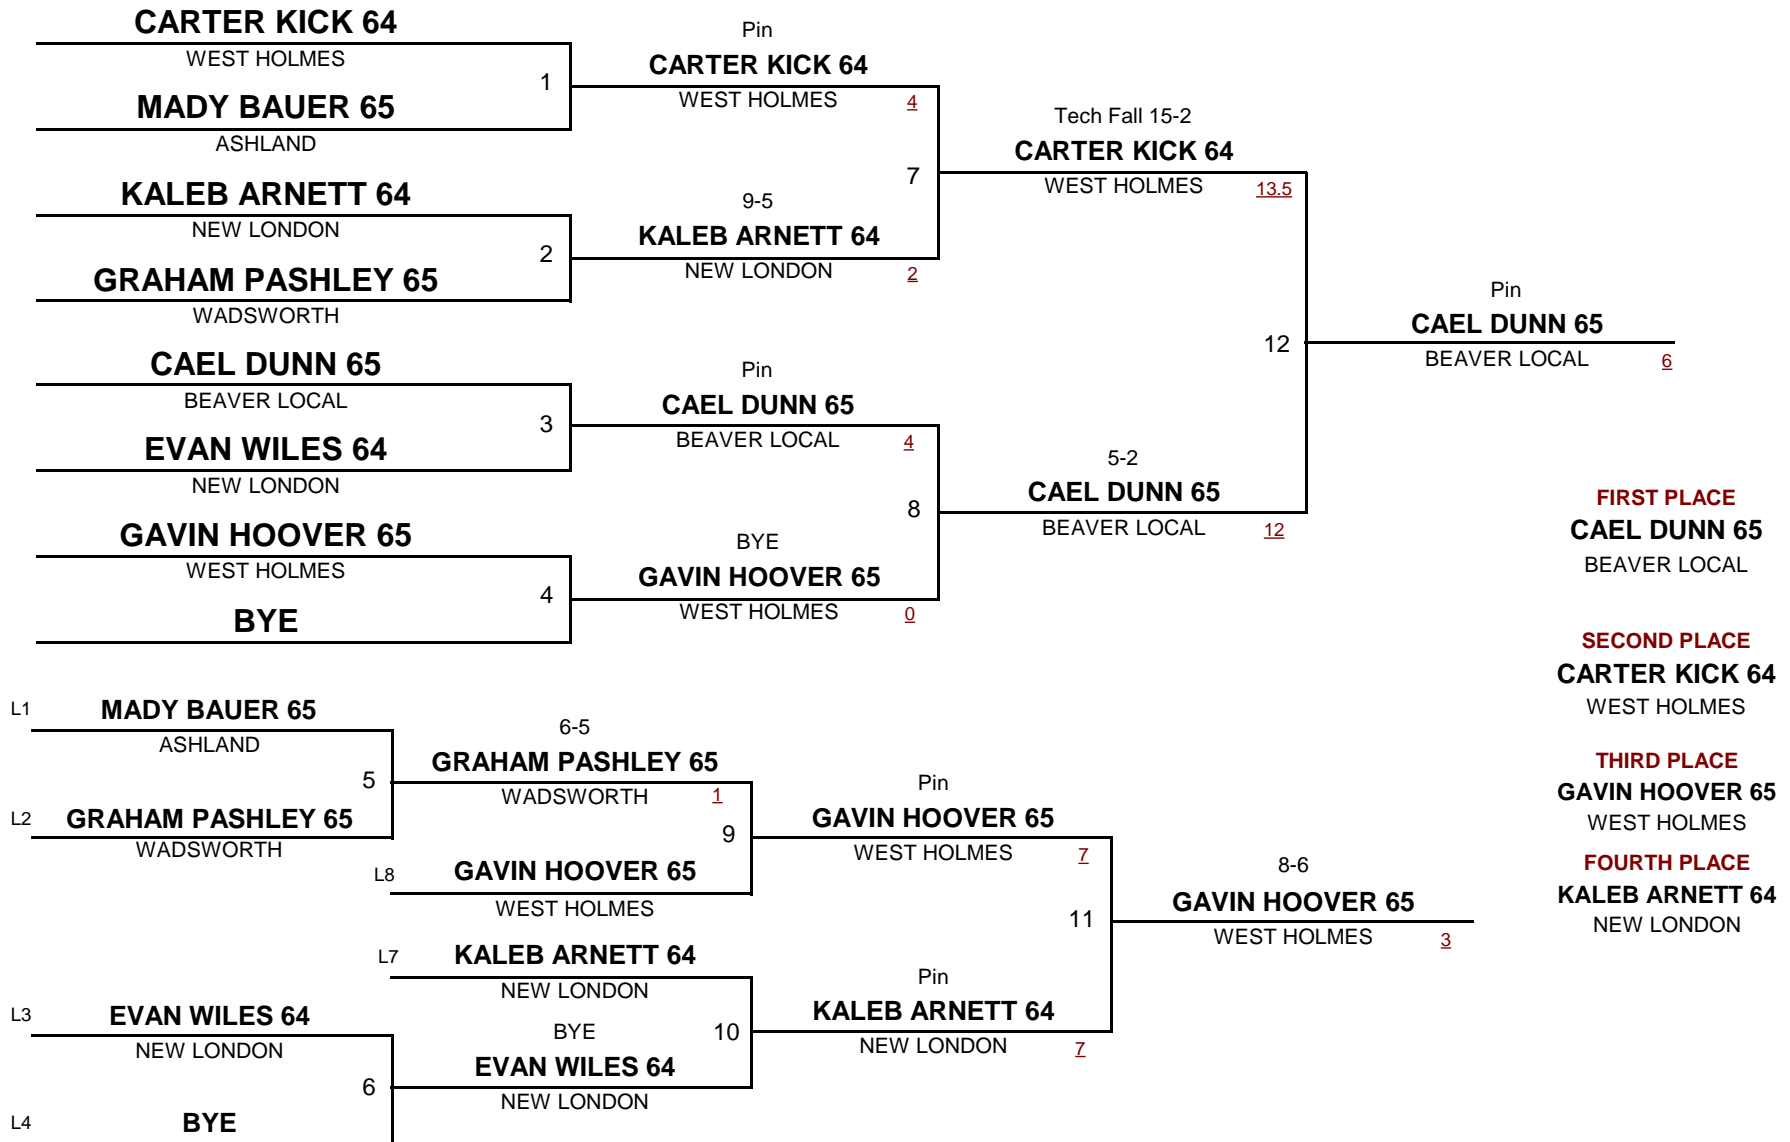 CARTER KICK 64
WEST HOLMES
1
MADY BAUER 65
ASHLAND
KALEB ARNETT 64
NEW LONDON
2
GRAHAM PASHLEY 65
WADSWORTH
CAEL DUNN 65
BEAVER LOCAL
3
EVAN WILES 64
NEW LONDON
GAVIN HOOVER 65
WEST HOLMES
4
BYE
Pin
CARTER KICK 64
WEST HOLMES 4
7
9-5
KALEB ARNETT 64
NEW LONDON 2
Pin
CAEL DUNN 65
BEAVER LOCAL 4
8
BYE
GAVIN HOOVER 65
WEST HOLMES 0
Tech Fall 15-2
CARTER KICK 64
WEST HOLMES 13.5
12
5-2
CAEL DUNN 65
BEAVER LOCAL 12
Pin
CAEL DUNN 65
BEAVER LOCAL 6
FIRST PLACE
CAEL DUNN 65
BEAVER LOCAL
SECOND PLACE
CARTER KICK 64
WEST HOLMES
THIRD PLACE
GAVIN HOOVER 65
WEST HOLMES
FOURTH PLACE
KALEB ARNETT 64
NEW LONDON
L1 MADY BAUER 65
ASHLAND
5
L2 GRAHAM PASHLEY 65
WADSWORTH
L3 EVAN WILES 64
NEW LONDON
6
L4 BYE
6-5
GRAHAM PASHLEY 65
WADSWORTH 1
9
L8 GAVIN HOOVER 65
WEST HOLMES
L7 KALEB ARNETT 64
NEW LONDON
BYE 10
EVAN WILES 64
NEW LONDON
Pin
GAVIN HOOVER 65
WEST HOLMES 7
11
Pin
KALEB ARNETT 64
NEW LONDON 7
8-6
GAVIN HOOVER 65
WEST HOLMES 3